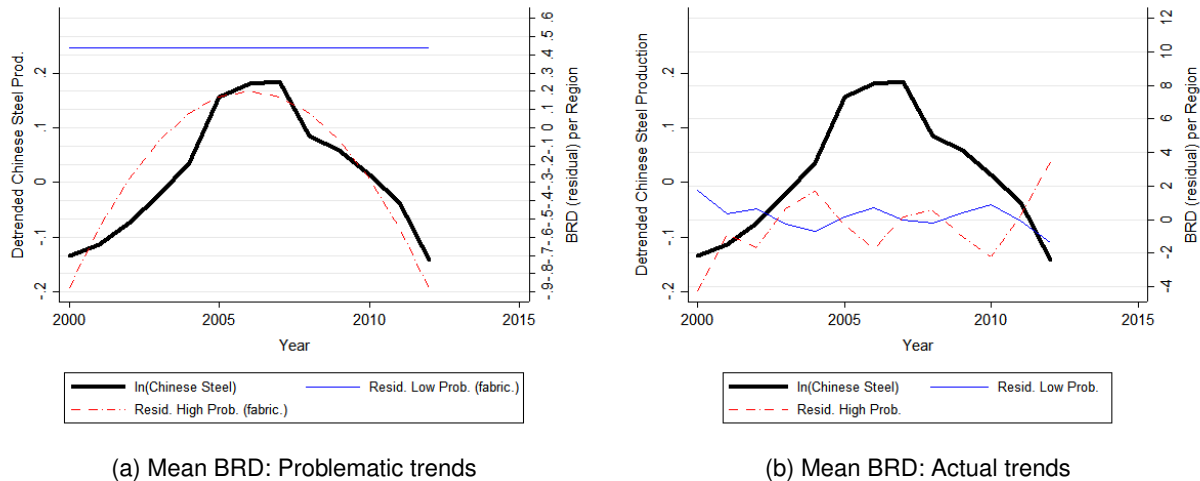 Detrended Chinese Steel Prod.
-.2 -.1 0 .1 .2
BRD (residual) per Region
-.9 -.8 -.7 -.6 -.5 -.4 -.3 -.2 -.1 0 .1 .2 .3 .4 .5 .6
2000 2005 2010 2015
Year
ln(Chinese Steel) Resid. Low Prob. (fabric.)
Resid. High Prob. (fabric.)
(a) Mean BRD: Problematic trends
Detrended Chinese Steel Production
-.2 -.1 0 .1 .2
BRD (residual) per Region
-4 -2 0 2 4 6 8 10 12
2000 2005 2010 2015
Year
ln(Chinese Steel) Resid. Low Prob.
Resid. High Prob.
(b) Mean BRD: Actual trends